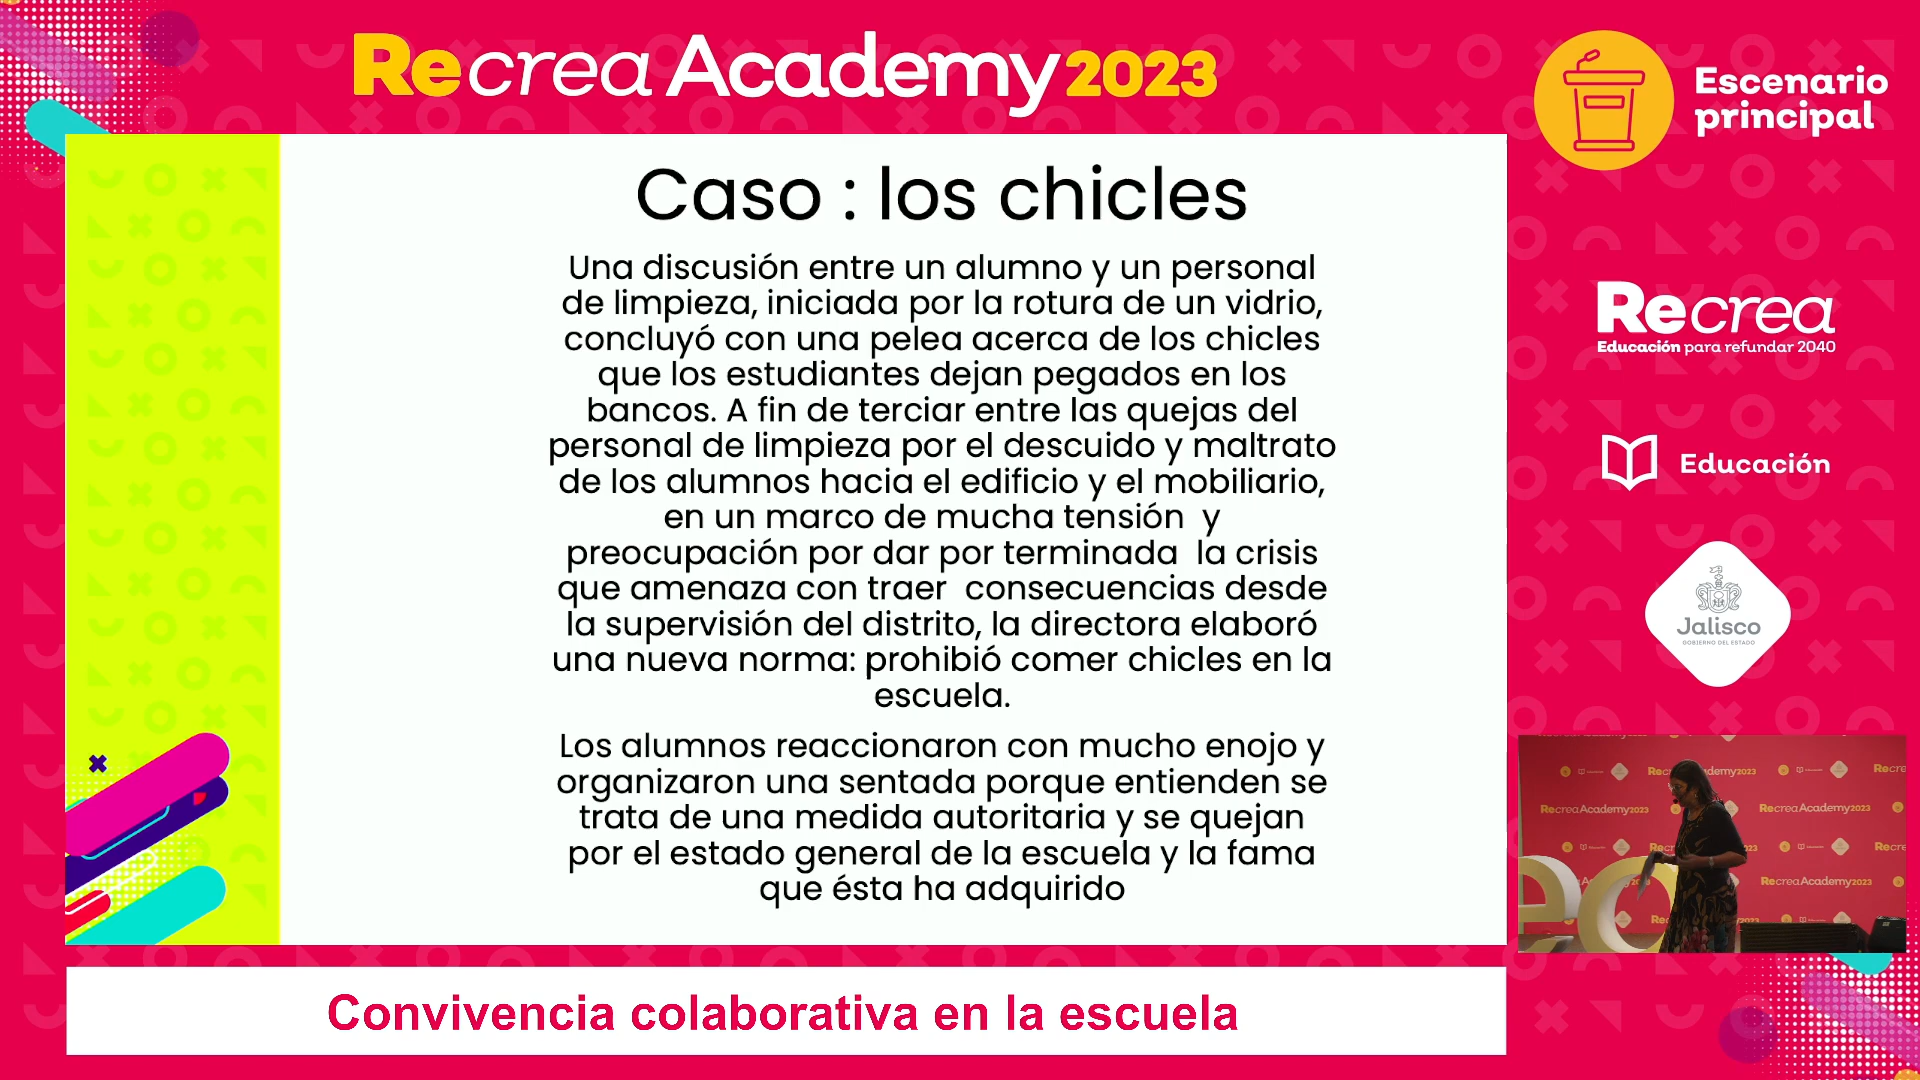 Recrea Academy 2023
Escenario
principal
Caso : los chicles
Una discusión entre un alumno y un personal
de limpieza, iniciada por la rotura de un vidrio,
concluyó con una pelea acerca de los chicles
que los estudiantes dejan pegados en los
bancos. A fin de terciar entre las quejas del
personal de limpieza por el descuido y maltrato
de los alumnos hacia el edificio y el mobiliario,
en un marco de mucha tensión  y
preocupación por dar por terminada  la crisis
que amenaza con traer  consecuencias desde
la supervisión del distrito, la directora elaboró
una nueva norma: prohibió comer chicles en la
escuela.
Los alumnos reaccionaron con mucho enojo y
organizaron una sentada porque entienden se
trata de una medida autoritaria y se quejan
por el estado general de la escuela y la fama
que ésta ha adquirido
Recrea
Educación para refundar 2040
Educación
Jalisco
GOBIERNO DEL ESTADO
RecreaAcademy2023
RecreaAcademy2023
RecreaAcademy2023
Convivencia colaborativa en la escuela